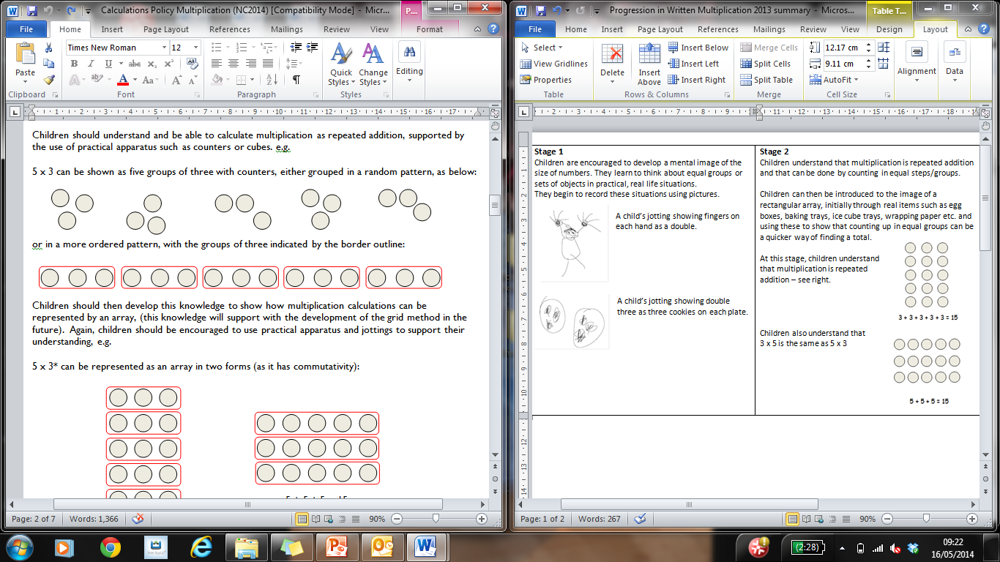 Calculations Policy Multiplication (NC2014) [Compatibility Mode] - Micr...
P...
File
Home
Insert
Page Layout
References
Mailings
Review
View
Format
Times New Roman
12
Paste
Quick Styles
Change Styles
Editing
Clipboard
Font
Paragraph
Styles
Children should understand and be able to calculate multiplication as repeated addition, supported by
the use of practical apparatus such as counters or cubes. e.g.
5 x 3 can be shown as five groups of three with counters, either grouped in a random pattern, as below:
or in a more ordered pattern, with the groups of three indicated by the border outline:
Children should then develop this knowledge to show how multiplication calculations can be
represented by an array, (this knowledge will support with the development of the grid method in the
future). Again, children should be encouraged to use practical apparatus and jottings to support their
understanding, e.g.
5 x 3* can be represented as an array in two forms (as it has commutativity):
Page: 2 of 7
Words: 1,366
90%
Progression in Written Multiplication 2013 summary - Micros...
Table T...
File
Home
Insert
Page Layout
References
Mailings
Review
View
Design
Layout
Select
View Gridlines
Properties
Delete
Insert Above
Insert Below
Insert Left
Insert Right
Merge Cells
Split Cells
Split Table
12.17 cm
9.11 cm
AutoFit
Alignment
Data
Table
Rows & Columns
Merge
Cell Size
Stage 1
Children are encouraged to develop a mental image of the
size of numbers. They learn to think about equal groups or
sets of objects in practical, real life situations.
They begin to record these situations using pictures.
A child's jotting showing fingers on
each hand as a double.
A child's jotting showing double
three as three cookies on each plate.
Stage 2
Children understand that multiplication is repeated addition
and that can be done by counting in equal steps/groups.
Children can then be introduced to the image of a
rectangular array, initially through real items such as egg
boxes, baking trays, ice cube trays, wrapping paper etc. and
using these to show that counting up in equal groups can be
a quicker way of finding a total.
At this stage, children understand
that multiplication is repeated
addition – see right.
3 + 3 + 3 + 3 + 3 = 15
Children also understand that
3 x 5 is the same as 5 x 3
5 + 5 + 5 = 15
Page: 1 of 2
Words: 267
90%
(2:28)
09:22
16/05/2014